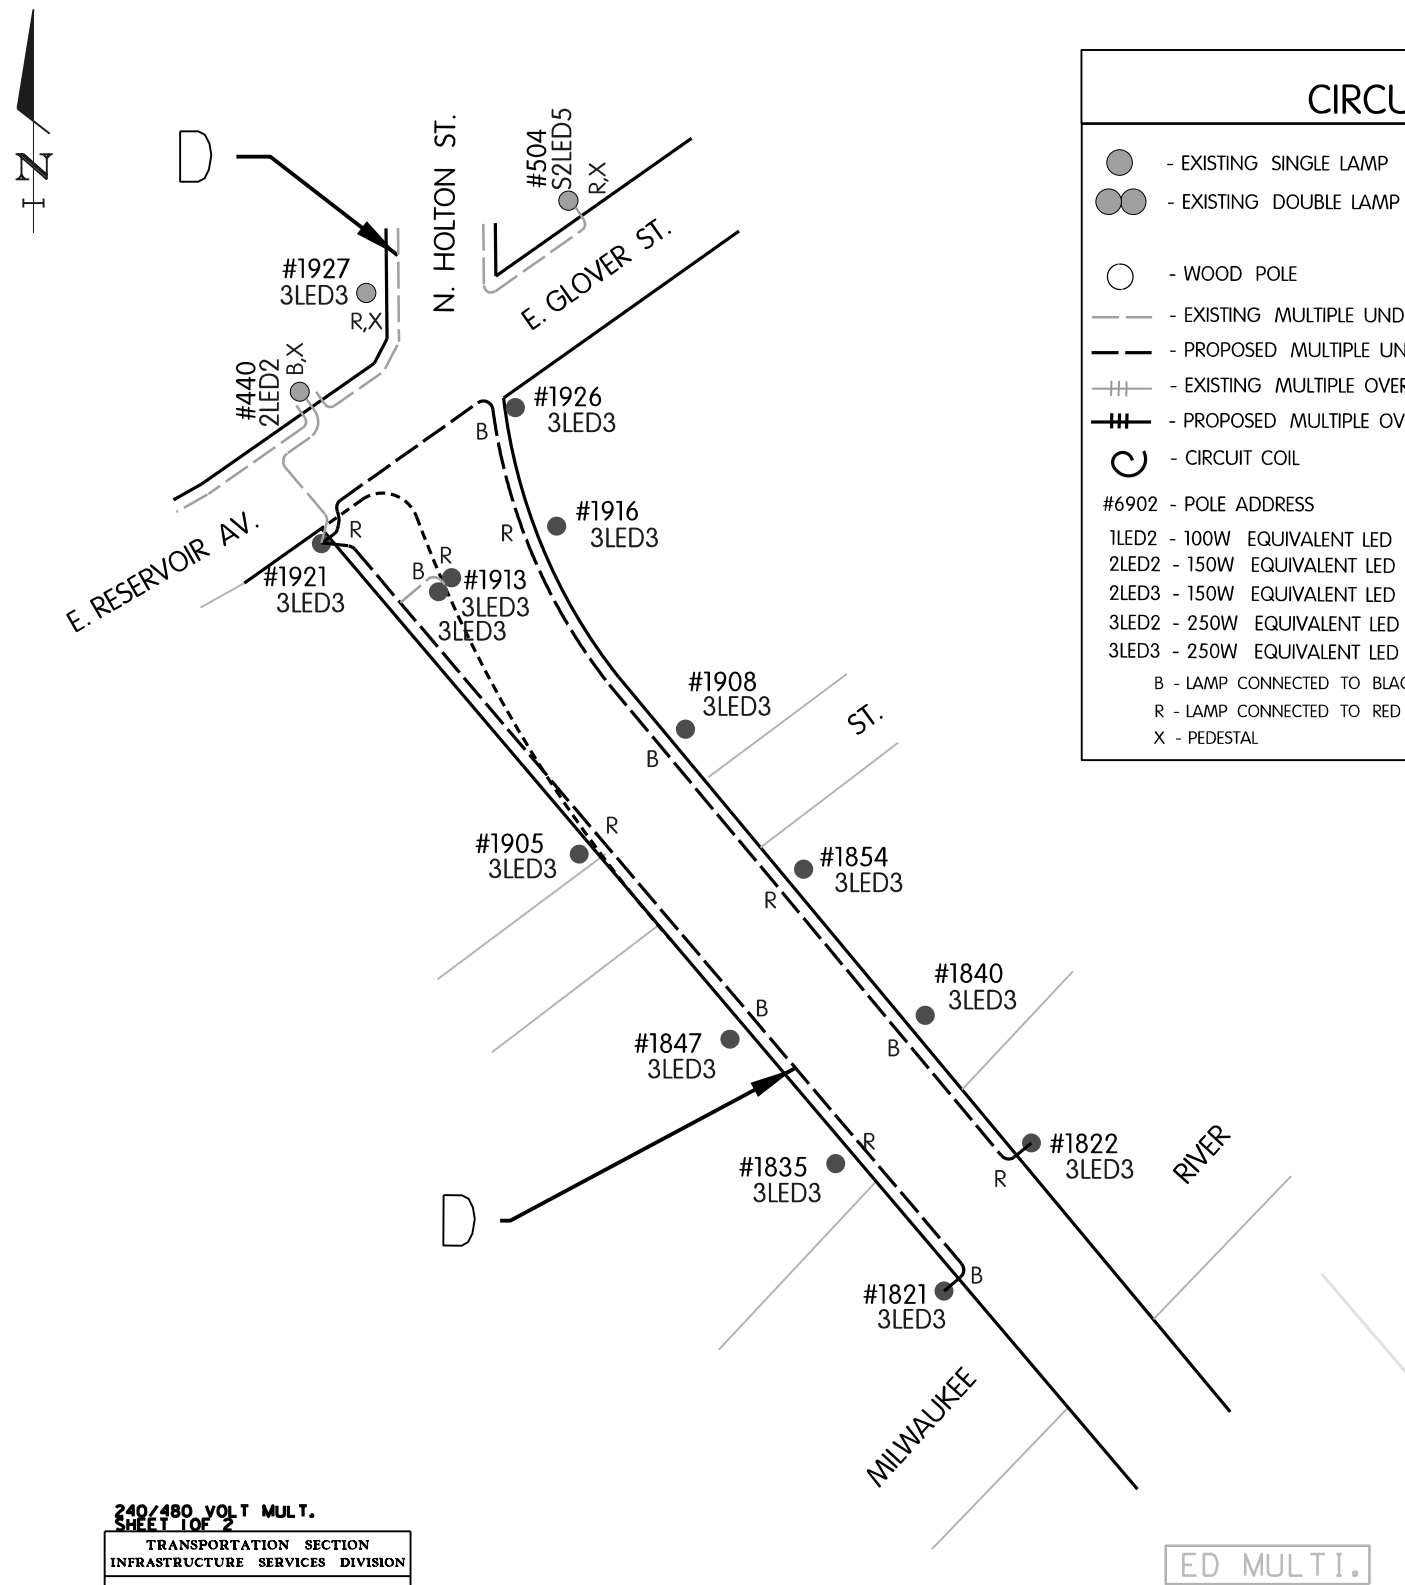 N
D
N. HOLTON ST.
#504
S2LED5
R,X
E. GLOVER ST.
#1927
3LED3
R,X
#440
2LED2
B,X
#1926
3LED3
B
#1916
3LED3
R
E. RESERVOIR AV.
R
#1921
3LED3
R
B
#1913
3LED3
3LED3
#1908
3LED3
B
ST.
R
#1905
3LED3
#1854
3LED3
R
#1840
3LED3
B
B
#1847
3LED3
#1822
3LED3
R
RIVER
R
#1835
3LED3
D
B
#1821
3LED3
MILWAUKEE
CIRCU
- EXISTING SINGLE LAMP
- EXISTING DOUBLE LAMP
- WOOD POLE
- EXISTING MULTIPLE UND
- PROPOSED MULTIPLE UN
- EXISTING MULTIPLE OVER
- PROPOSED MULTIPLE OV
- CIRCUIT COIL
#6902 - POLE ADDRESS
1LED2 - 100W EQUIVALENT LED
2LED2 - 150W EQUIVALENT LED
2LED3 - 150W EQUIVALENT LED
3LED2 - 250W EQUIVALENT LED
3LED3 - 250W EQUIVALENT LED
B - LAMP CONNECTED TO BLAC
R - LAMP CONNECTED TO RED
X - PEDESTAL
240/480 VOLT MULT.
SHEET 1 OF 2
TRANSPORTATION SECTION
INFRASTRUCTURE SERVICES DIVISION
ED MULTI.